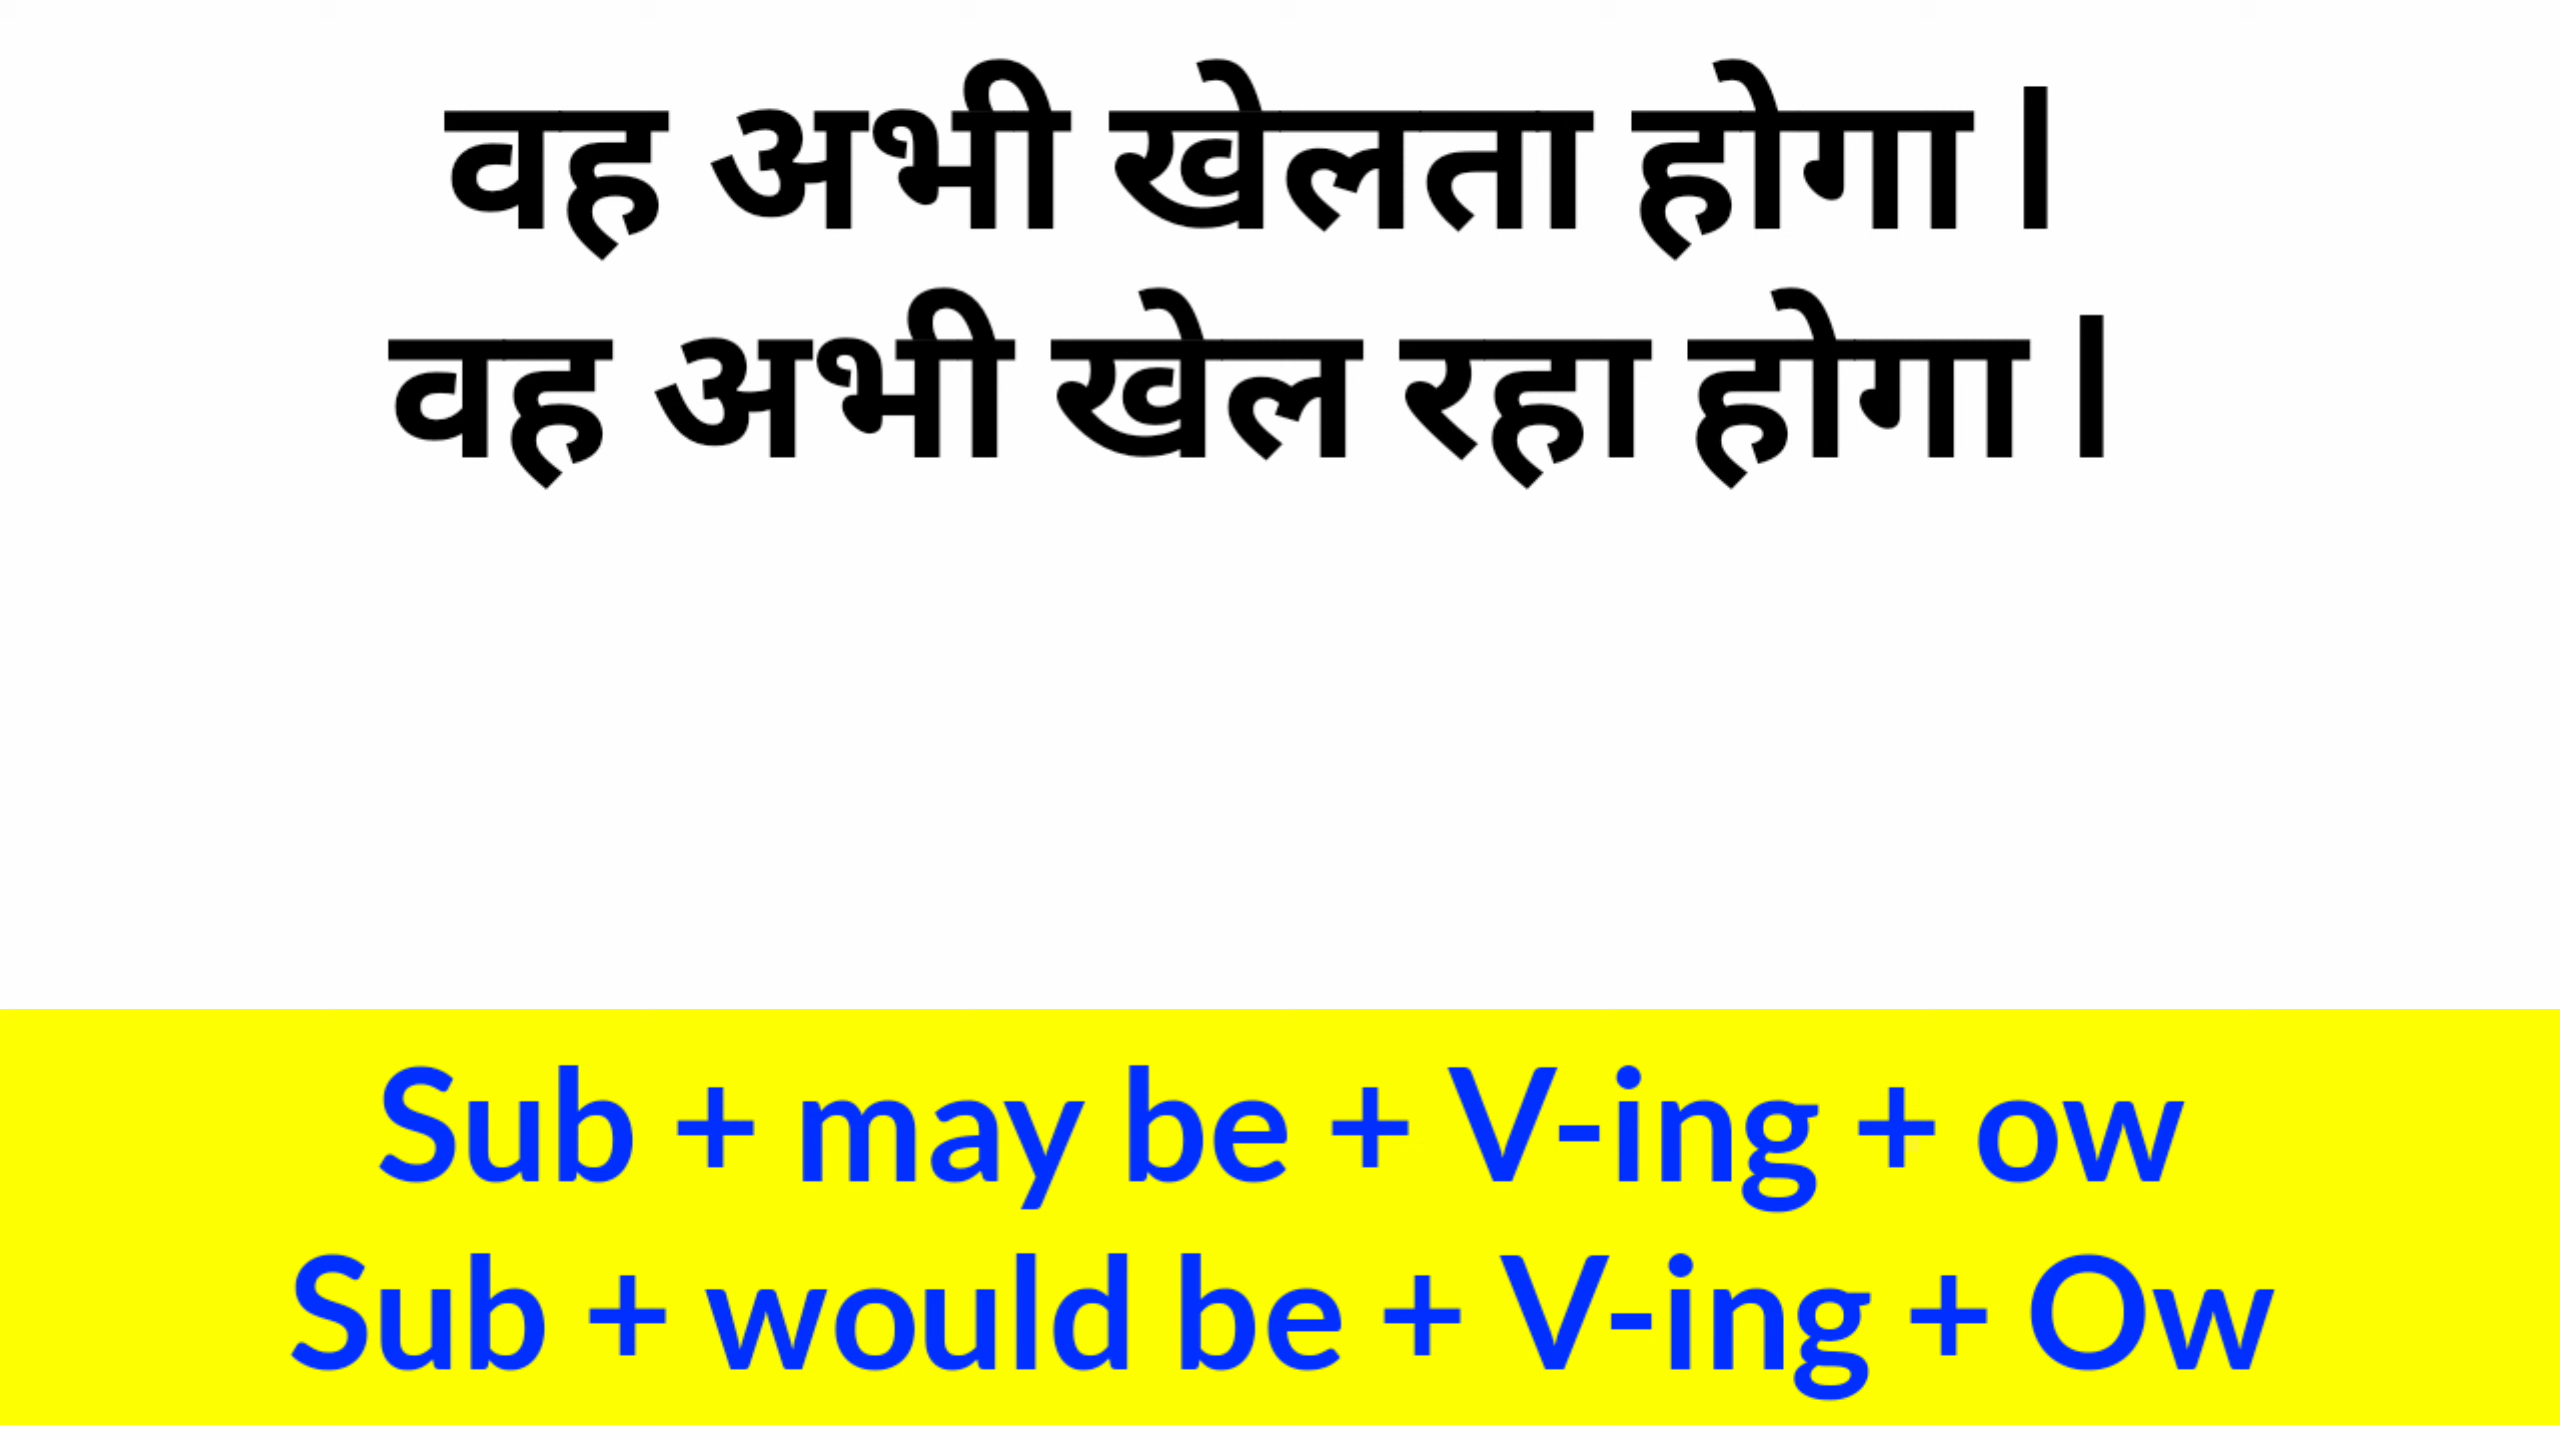 वह अभी खेलता होगा ।
वह अभी खेल रहा होगा ।
Sub + may be + V-ing + ow
Sub + would be + V-ing + Ow